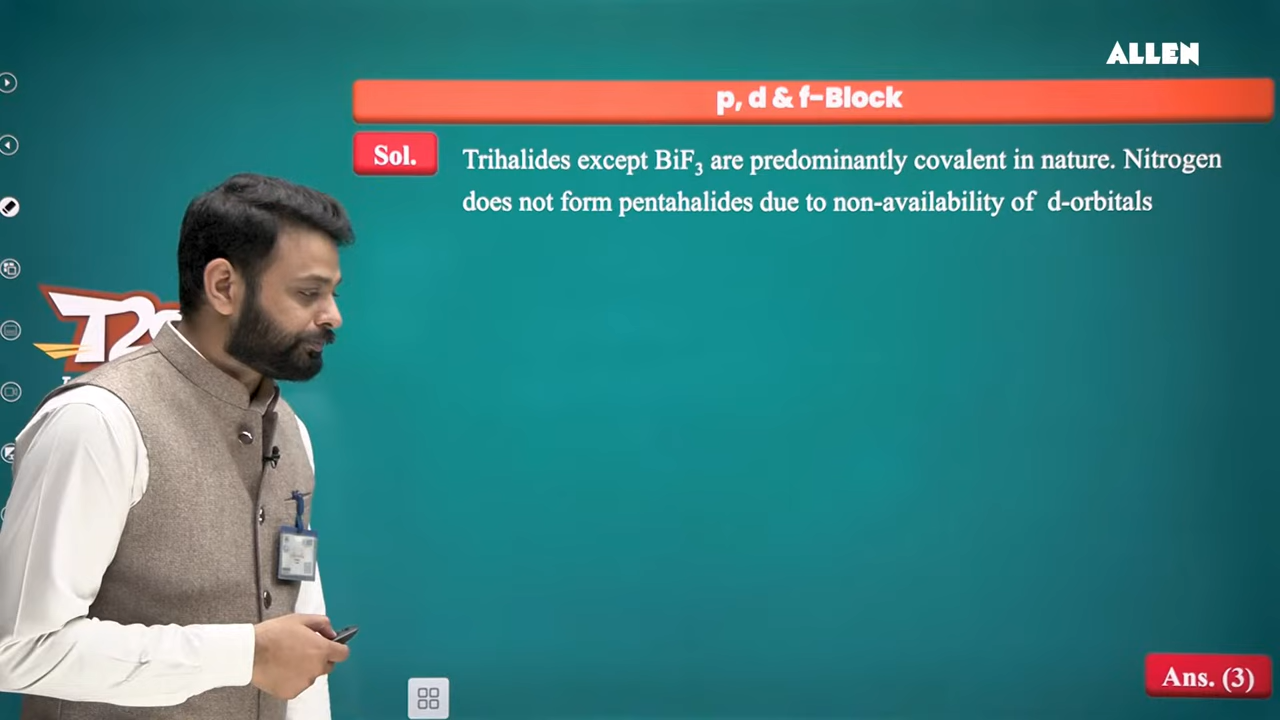 ALLEN
p, d & f-Block
Sol.
Trihalides except BiF₃ are predominantly covalent in nature. Nitrogen
does not form pentahalides due to non-availability of d-orbitals
Ans. (3)